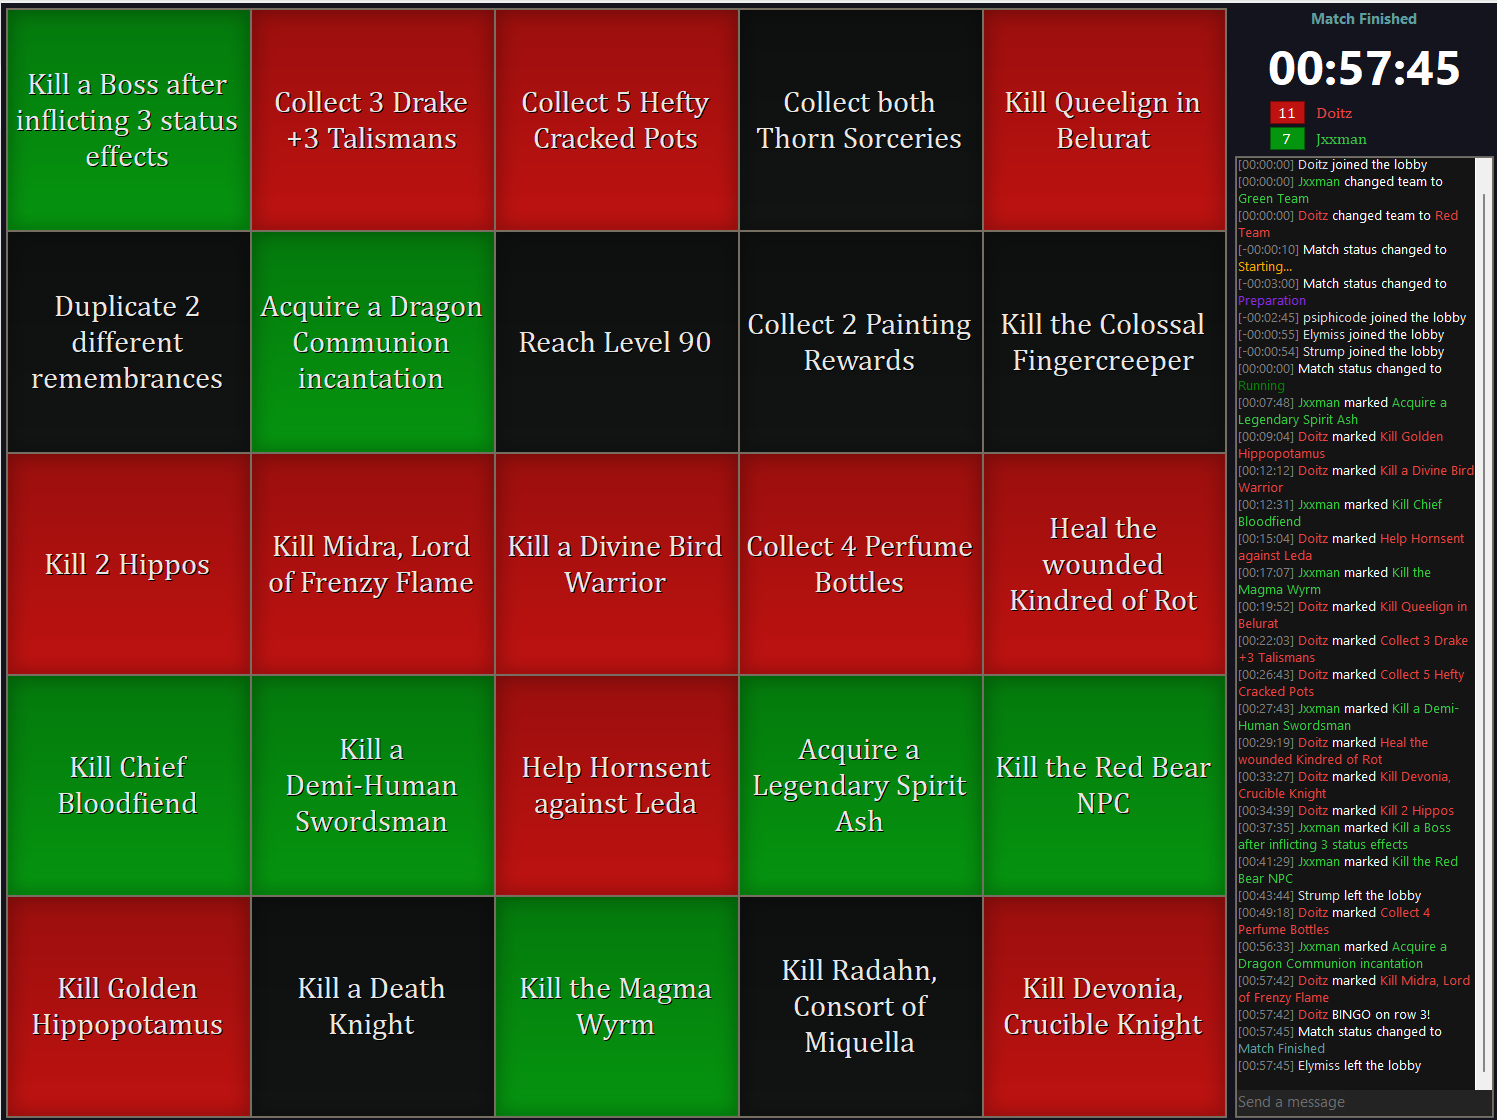 Kill a Boss after
inflicting 3 status
effects
Collect 3 Drake
+3 Talismans
Collect 5 Hefty
Cracked Pots
Collect both
Thorn Sorceries
Kill Queelign in
Belurat
Duplicate 2
different
remembrances
Acquire a Dragon
Communion
incantation
Reach Level 90
Collect 2 Painting
Rewards
Kill the Colossal
Fingercreeper
Kill 2 Hippos
Kill Midra, Lord
of Frenzy Flame
Kill a Divine Bird
Warrior
Collect 4 Perfume
Bottles
Heal the
wounded
Kindred of Rot
Kill Chief
Bloodfiend
Kill a
Demi-Human
Swordsman
Help Hornsent
against Leda
Acquire a
Legendary Spirit
Ash
Kill the Red Bear
NPC
Kill Golden
Hippopotamus
Kill a Death
Knight
Kill the Magma
Wyrm
Kill Radahn,
Consort of
Miquella
Kill Devonia,
Crucible Knight
Match Finished
00:57:45
11 Doitz
7 Jxxman
[00:00:00] Doitz joined the lobby
[00:00:00] Jxxman changed team to
Green Team
[00:00:00] Doitz changed team to Red
Team
[-00:00:10] Match status changed to
Starting...
[-00:03:00] Match status changed to
Preparation
[-00:02:45] psiphicode joined the lobby
[-00:00:55] Elymiss joined the lobby
[-00:00:54] Strump joined the lobby
[00:00:00] Match status changed to
Running
[00:07:48] Jxxman marked Acquire a
Legendary Spirit Ash
[00:09:04] Doitz marked Kill Golden
Hippopotamus
[00:12:12] Doitz marked Kill a Divine Bird
Warrior
[00:12:31] Jxxman marked Kill Chief
Bloodfiend
[00:15:04] Doitz marked Help Hornsent
against Leda
[00:17:07] Jxxman marked Kill the
Magma Wyrm
[00:19:52] Doitz marked Kill Queelign in
Belurat
[00:22:03] Doitz marked Collect 3 Drake
+3 Talismans
[00:26:43] Doitz marked Collect 5 Hefty
Cracked Pots
[00:27:43] Jxxman marked Kill a Demi-
Human Swordsman
[00:29:19] Doitz marked Heal the
wounded Kindred of Rot
[00:33:27] Doitz marked Kill Devonia,
Crucible Knight
[00:34:39] Doitz marked Kill 2 Hippos
[00:37:35] Jxxman marked Kill a Boss
after inflicting 3 status effects
[00:41:29] Jxxman marked Kill the Red
Bear NPC
[00:43:44] Strump left the lobby
[00:49:18] Doitz marked Collect 4
Perfume Bottles
[00:56:33] Jxxman marked Acquire a
Dragon Communion incantation
[00:57:42] Doitz marked Kill Midra, Lord
of Frenzy Flame
[00:57:42] Doitz BINGO on row 3!
[00:57:45] Match status changed to
Match Finished
[00:57:45] Elymiss left the lobby
Send a message